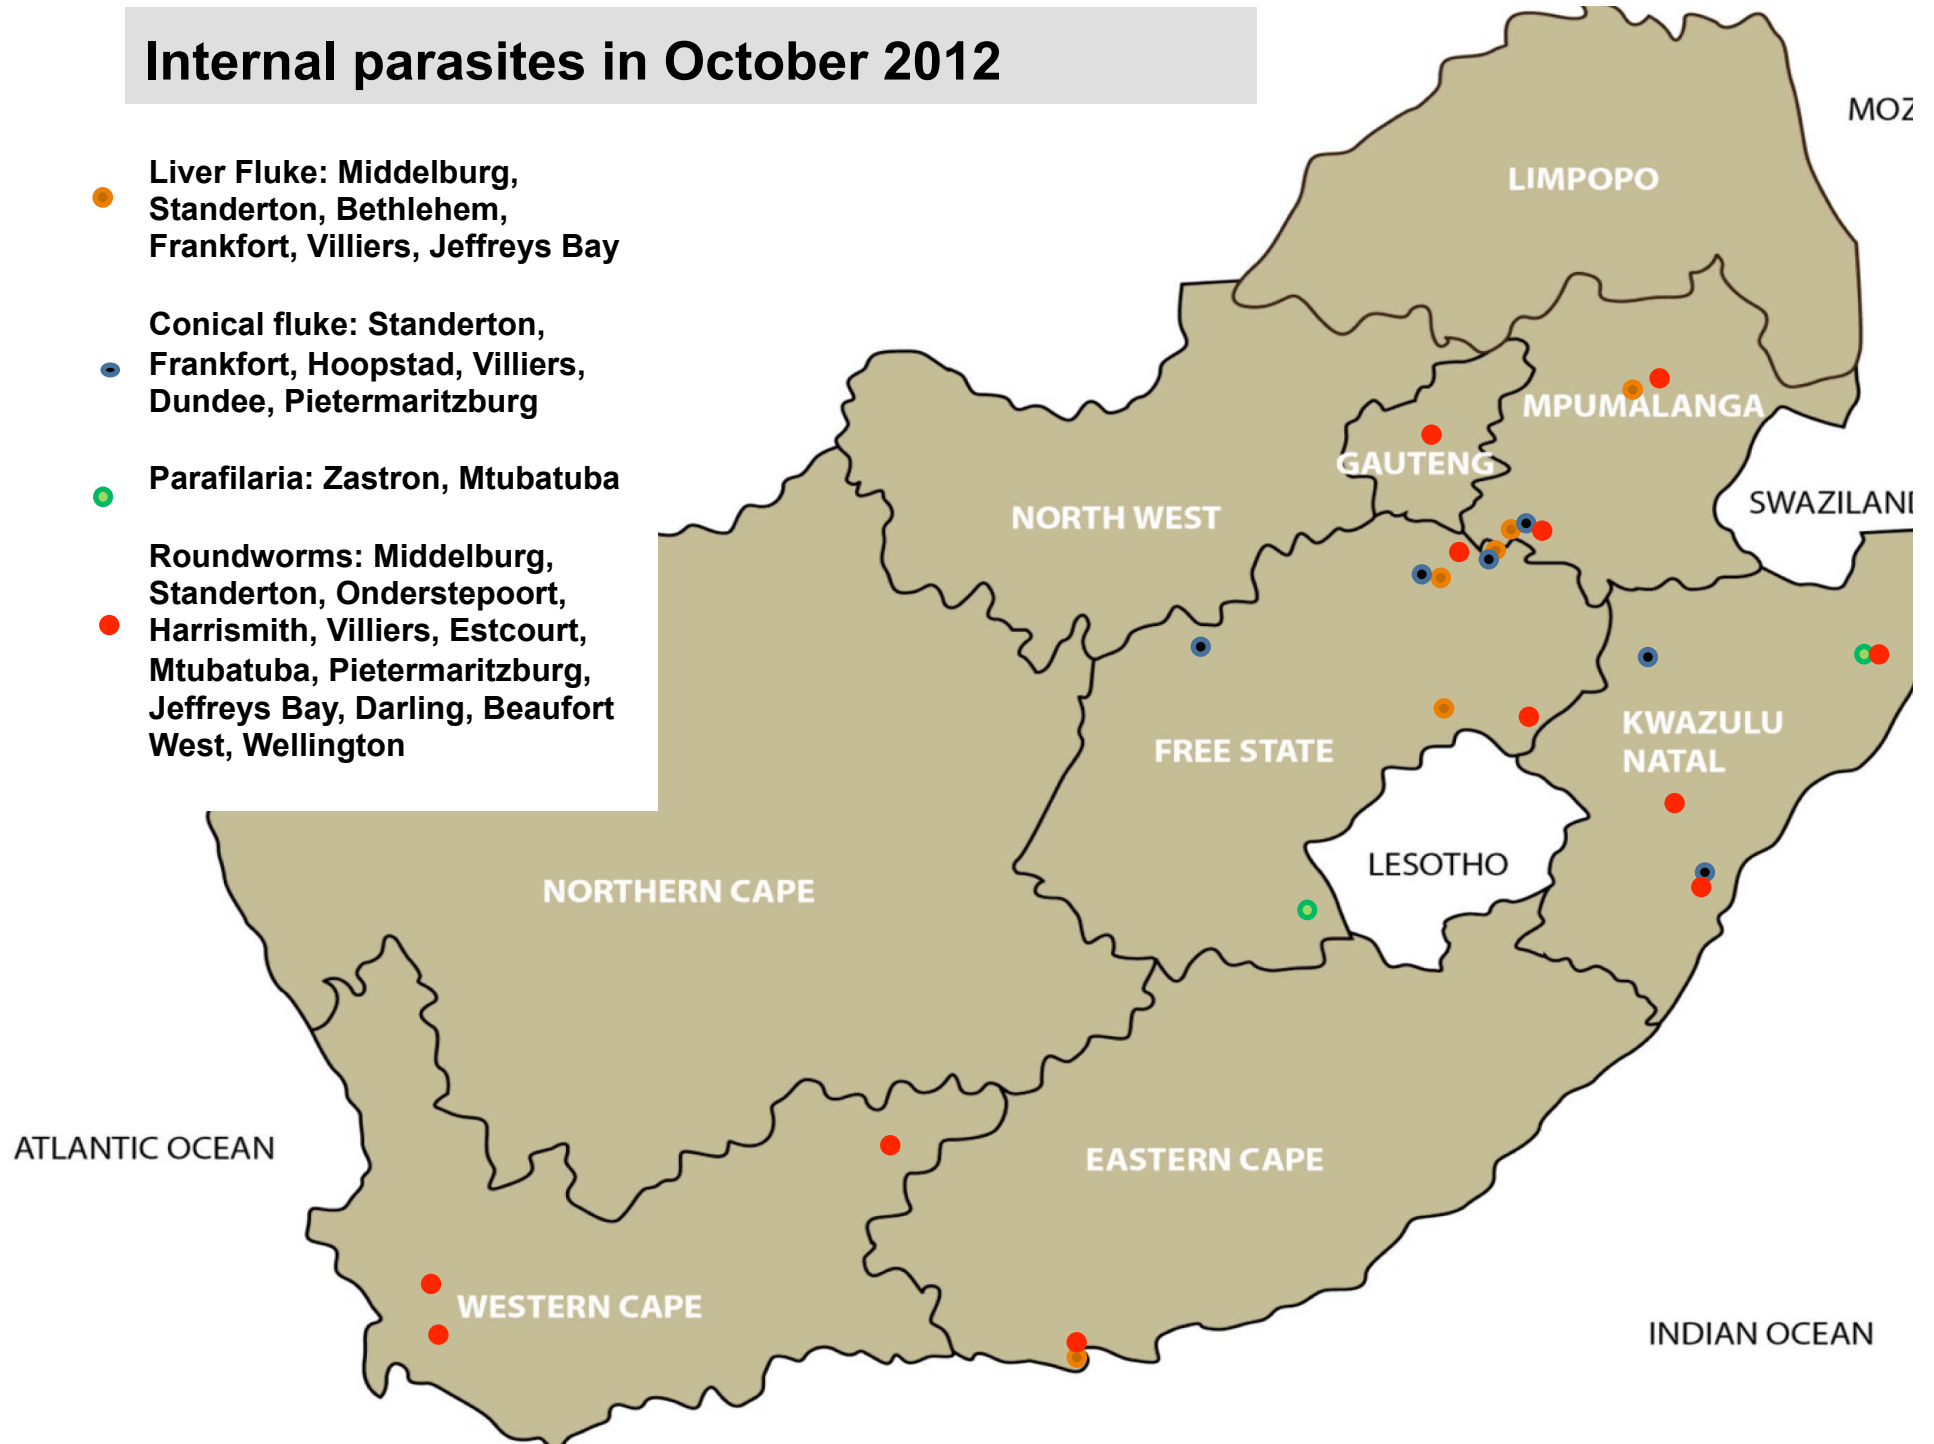 Internal parasites in October 2012
Liver Fluke: Middelburg,
Standerton, Bethlehem,
Frankfort, Villiers, Jeffreys Bay
Conical fluke: Standerton,
Frankfort, Hoopstad, Villiers,
Dundee, Pietermaritzburg
Parafilaria: Zastron, Mtubatuba
Roundworms: Middelburg,
Standerton, Onderstepoort,
Harrismith, Villiers, Estcourt,
Mtubatuba, Pietermaritzburg,
Jeffreys Bay, Darling, Beaufort
West, Wellington
MOZ
LIMPOPO
MPUMALANGA
GAUTENG
NORTH WEST
SWAZILAND
KWAZULU
NATAL
FREE STATE
LESOTHO
NORTHERN CAPE
ATLANTIC OCEAN
EASTERN CAPE
WESTERN CAPE
INDIAN OCEAN